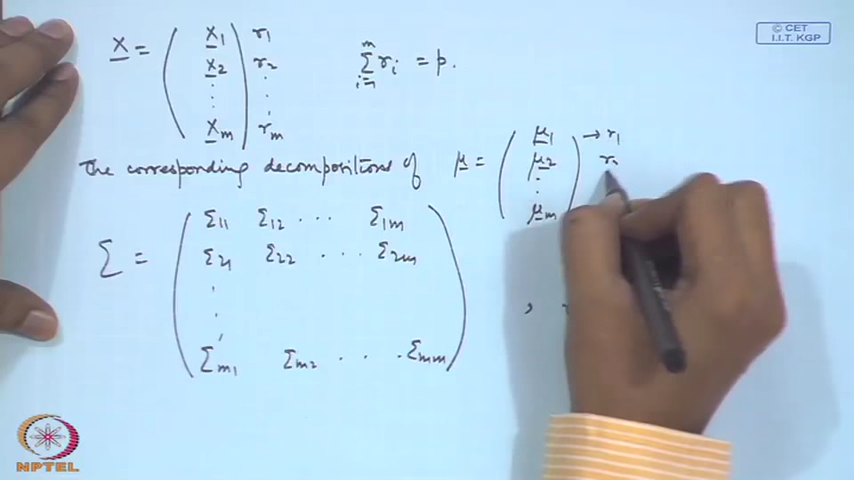 © CET
I.I.T. KGP
X = ( X1 r1
X2 r2
⋮ ⋮
Xm ) rm
∑_{i=1}^{m} ri = p.
The corresponding decompositions of μ = ( μ1 → r1
μ2 r2
⋮
μm )
Σ = ( Σ11 Σ12 ··· Σ1m
Σ21 Σ22 ··· Σ2m
⋮
Σm1 Σm2 ··· Σmm ) ,
NPTEL